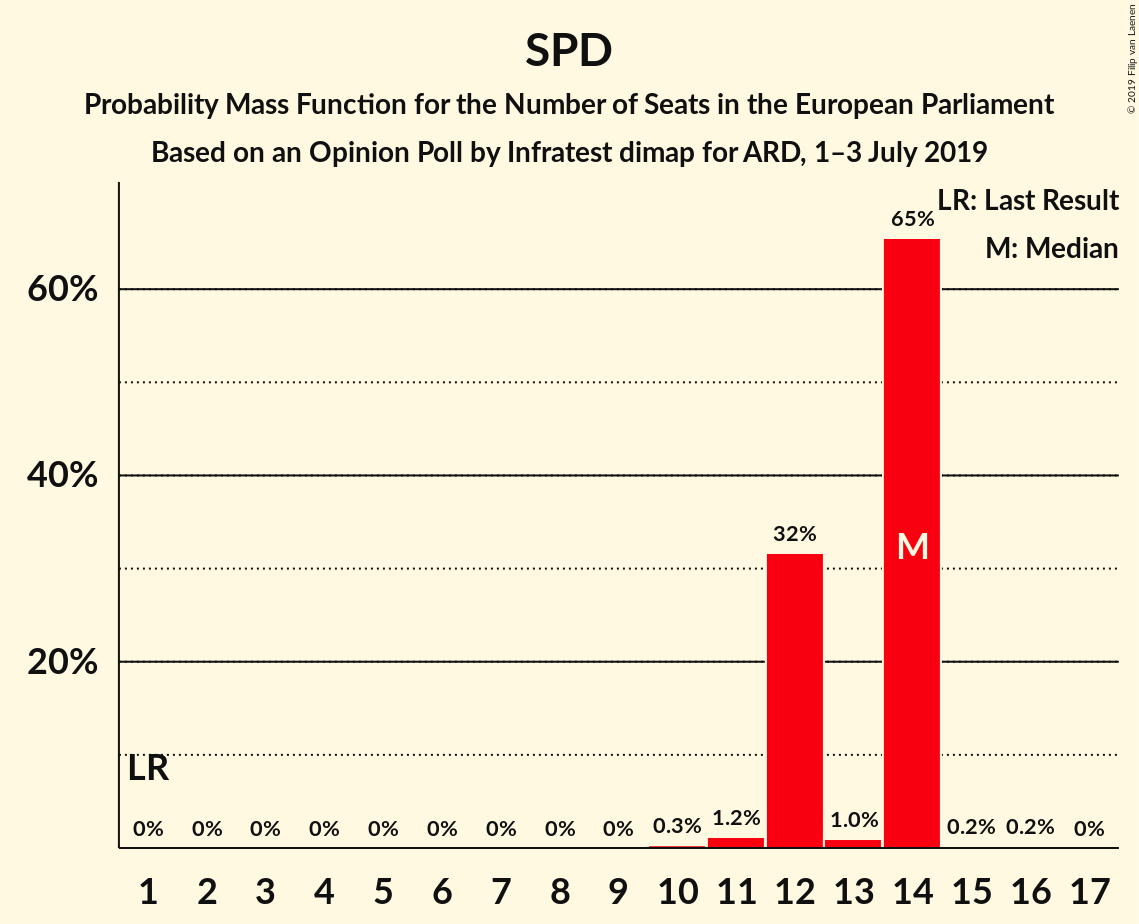 SPD
Probability Mass Function for the Number of Seats in the European Parliament
Based on an Opinion Poll by Infratest dimap for ARD, 1–3 July 2019
© 2019 Filip van Laenen
LR: Last Result
M: Median
60%
40%
20%
65%
32%
M
LR
0% 0% 0% 0% 0% 0% 0% 0% 0% 0.3% 1.2% 1.0% 0.2% 0.2% 0%
1 2 3 4 5 6 7 8 9 10 11 12 13 14 15 16 17